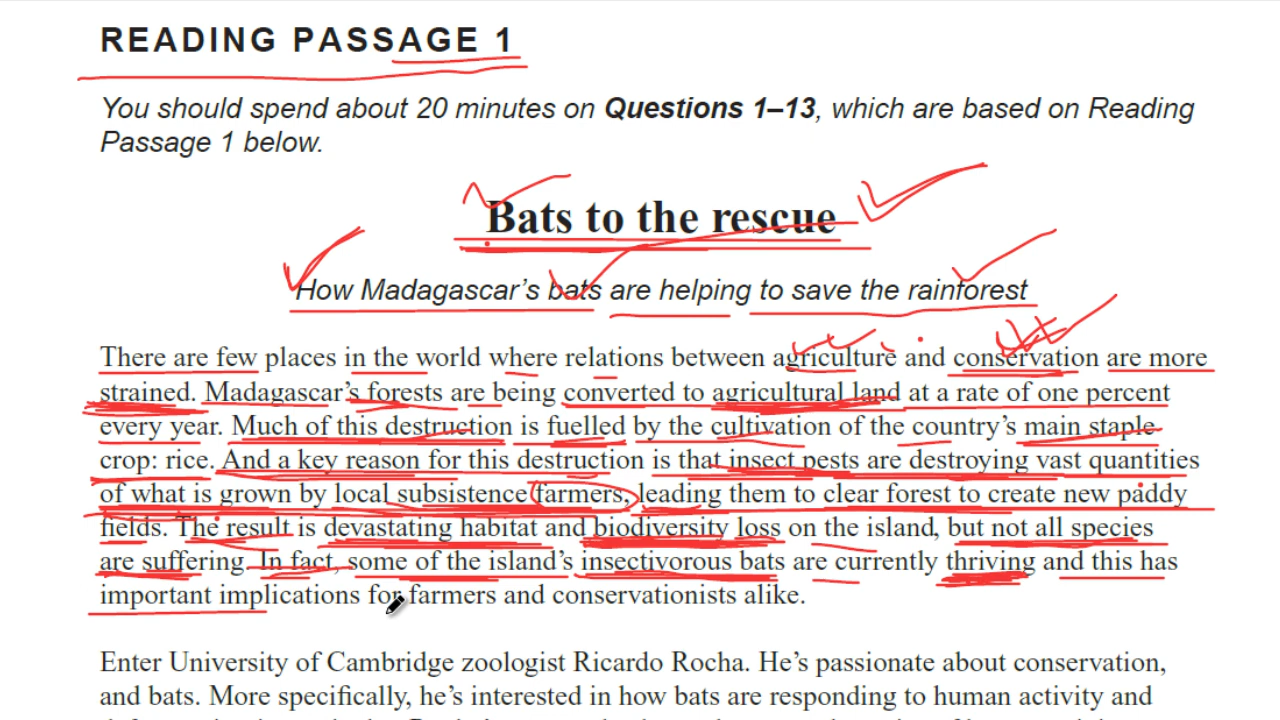 READING PASSAGE 1
You should spend about 20 minutes on Questions 1–13, which are based on Reading
Passage 1 below.
Bats to the rescue
How Madagascar's bats are helping to save the rainforest
There are few places in the world where relations between agriculture and conservation are more
strained. Madagascar's forests are being converted to agricultural land at a rate of one percent
every year. Much of this destruction is fuelled by the cultivation of the country's main staple
crop: rice. And a key reason for this destruction is that insect pests are destroying vast quantities
of what is grown by local subsistence farmers, leading them to clear forest to create new paddy
fields. The result is devastating habitat and biodiversity loss on the island, but not all species
are suffering. In fact, some of the island's insectivorous bats are currently thriving and this has
important implications for farmers and conservationists alike.
Enter University of Cambridge zoologist Ricardo Rocha. He's passionate about conservation,
and bats. More specifically, he's interested in how bats are responding to human activity and